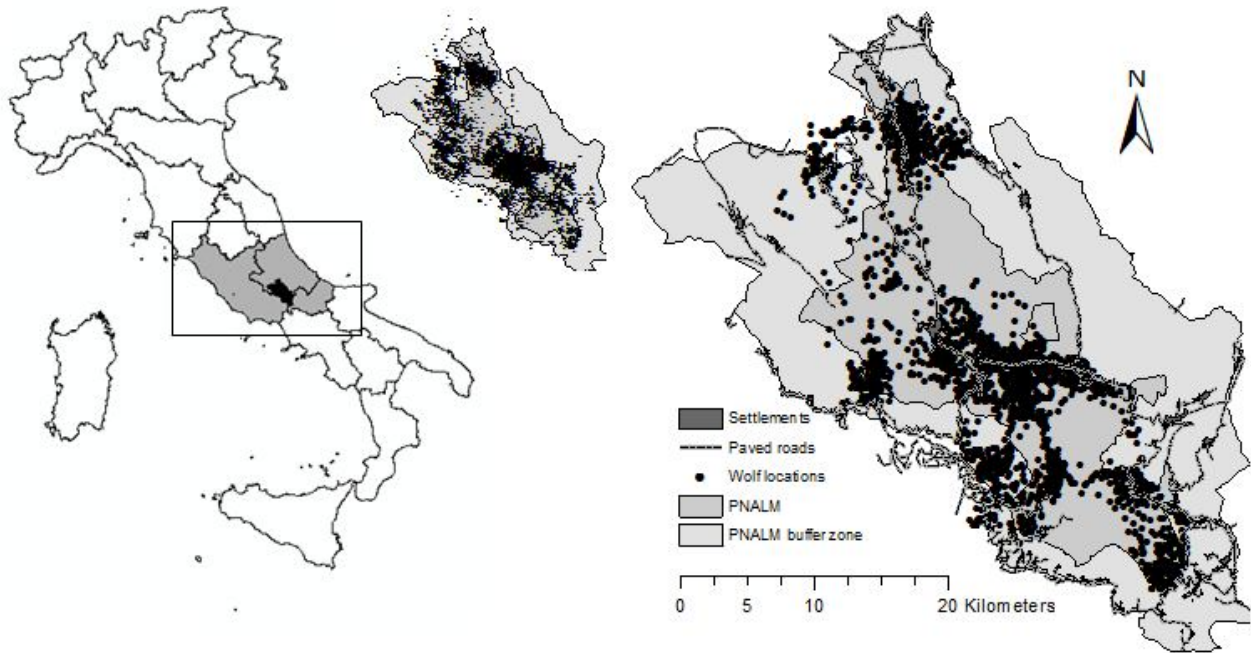 N
Settlements
Paved roads
Wolf locations
PNALM
PNALM buffer zone
0 5 10 20 Kilometers